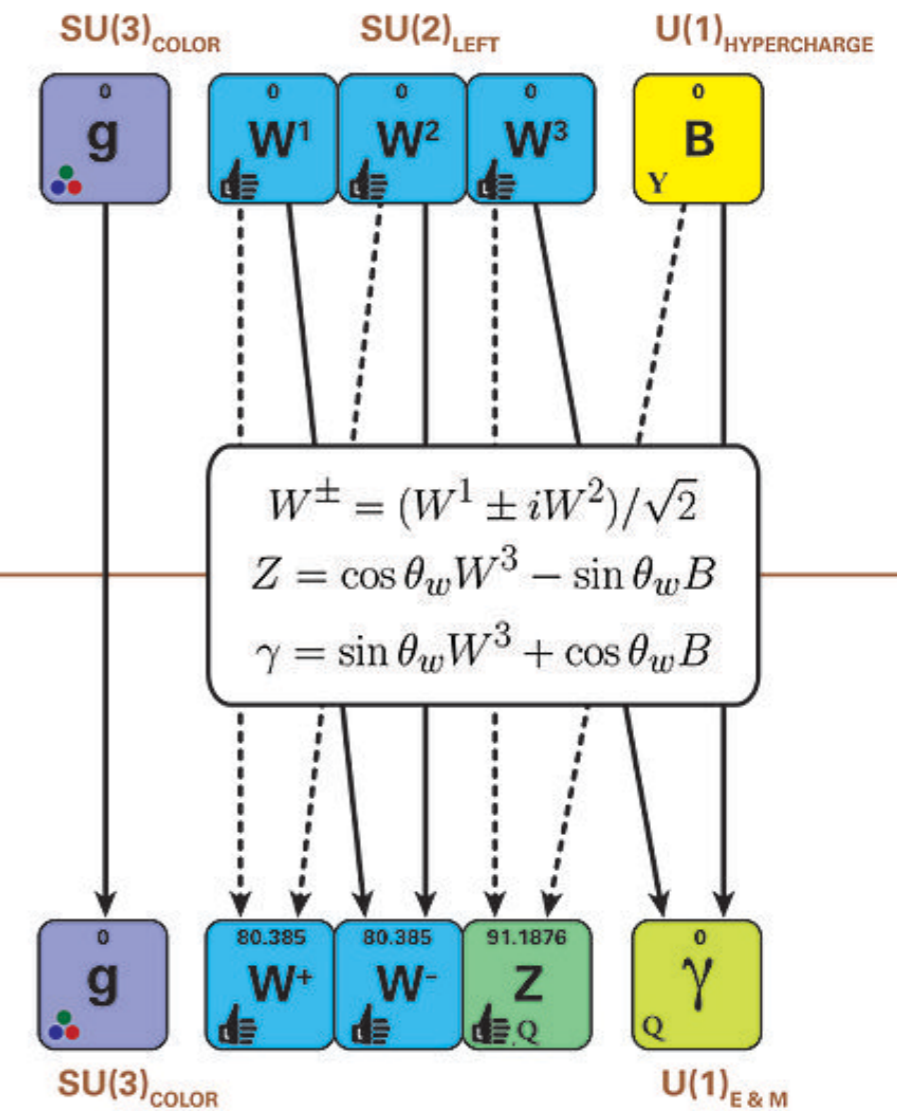 SU(3)COLOR SU(2)LEFT U(1)HYPERCHARGE
0 0 0 0 0
g W¹ W² W³ B
L L L Y
W± = (W¹ ± iW²)/√2
Z = cos θw W³ − sin θw B
γ = sin θw W³ + cos θw B
0 80.385 80.385 91.1876 0
g W⁺ W⁻ Z γ
L L L Q Q
SU(3)COLOR U(1)E & M